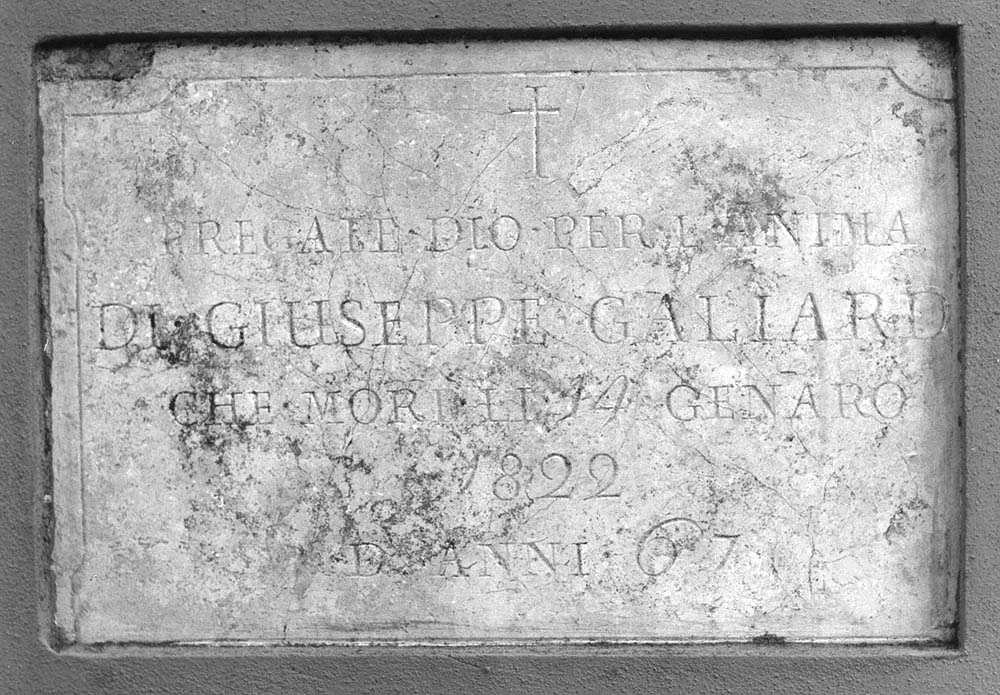 PREGATE·DIO·PER·L'ANIMA
DI·GIUSEPPE·GALIARD
CHE·MORI·LI·14·GENARO
1822
D·ANNI·67